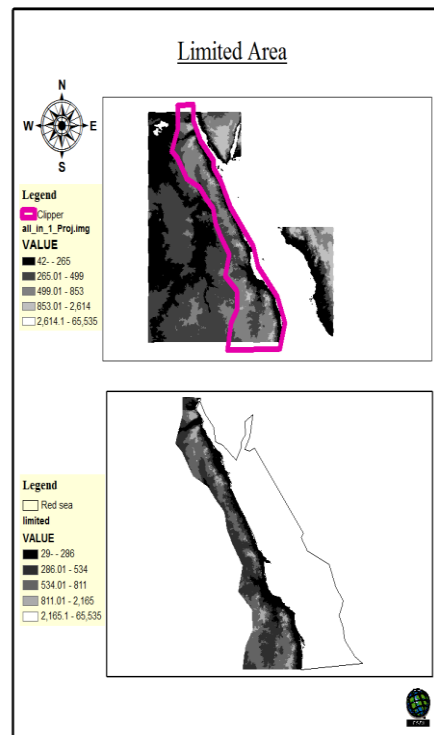 Limited Area
N
W E
S
Legend
Clipper
all_in_1_Proj.img
VALUE
42- - 265
265.01 - 499
499.01 - 853
853.01 - 2,614
2,614.1 - 65,535
Legend
Red sea
limited
VALUE
29- - 286
286.01 - 534
534.01 - 811
811.01 - 2,165
2,165.1 - 65,535